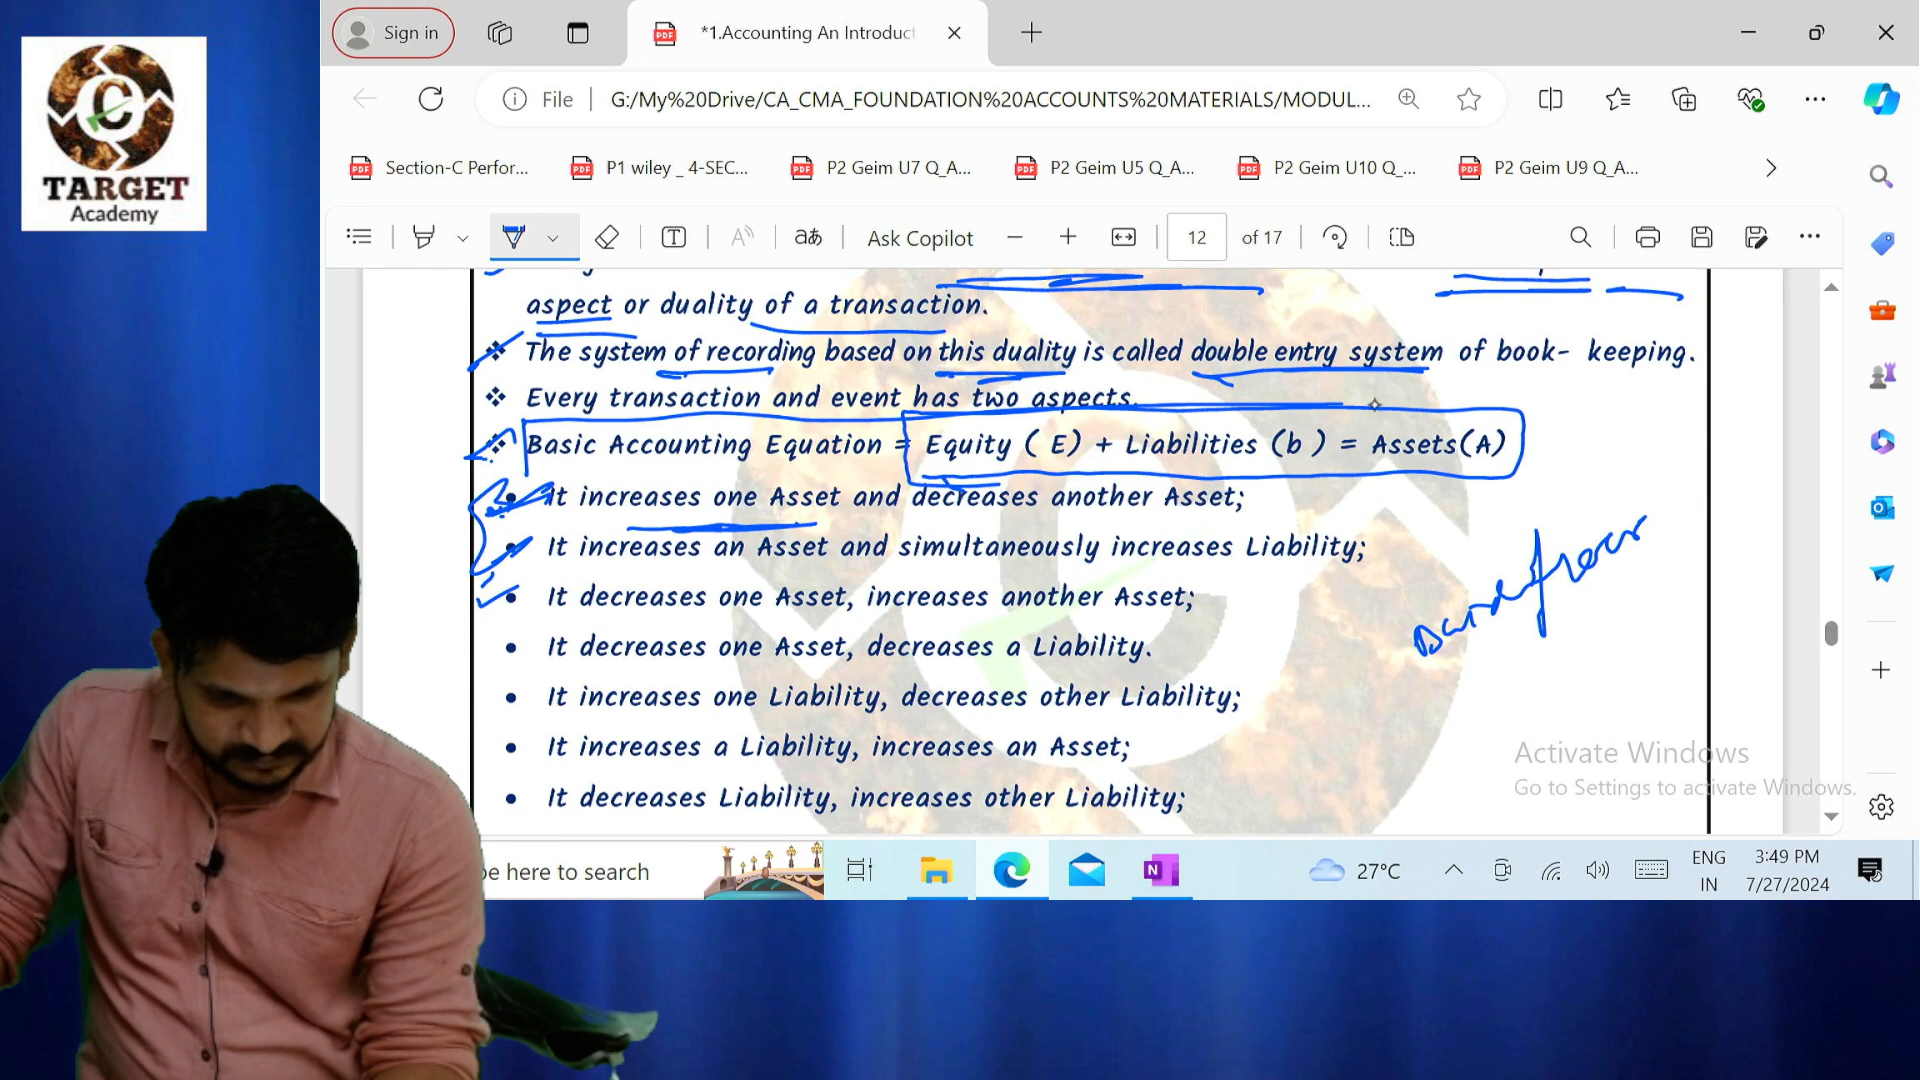 TARGET
Academy
Sign in
*1.Accounting An Introduct
File
G:/My%20Drive/CA_CMA_FOUNDATION%20ACCOUNTS%20MATERIALS/MODUL...
Section-C Perfor...
P1 wiley _ 4-SEC...
P2 Geim U7 Q_A...
P2 Geim U5 Q_A...
P2 Geim U10 Q_...
P2 Geim U9 Q_A...
aあ
Ask Copilot
12 of 17
aspect or duality of a transaction.
❖ The system of recording based on this duality is called double entry system of book- keeping.
❖ Every transaction and event has two aspects.
❖ Basic Accounting Equation = Equity ( E) + Liabilities (b ) = Assets(A)
• It increases one Asset and decreases another Asset;
• It increases an Asset and simultaneously increases Liability;
• It decreases one Asset, increases another Asset;
• It decreases one Asset, decreases a Liability.
• It increases one Liability, decreases other Liability;
• It increases a Liability, increases an Asset;
• It decreases Liability, increases other Liability;
Activate Windows
Go to Settings to activate Windows.
pe here to search
27°C
ENG
IN
3:49 PM
7/27/2024